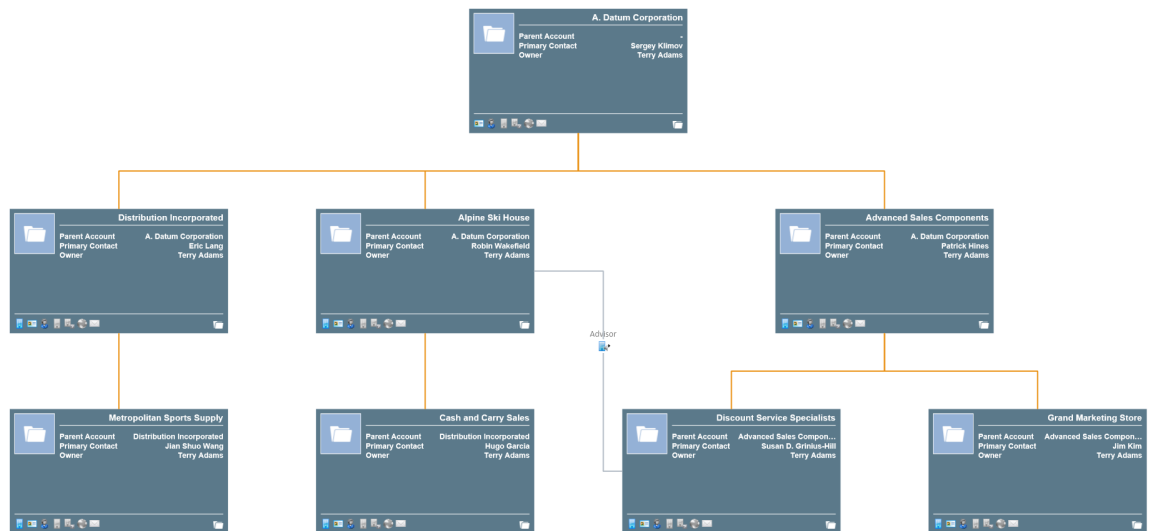 A. Datum Corporation
Parent Account -
Primary Contact Sergey Klimov
Owner Terry Adams
Distribution Incorporated
Parent Account A. Datum Corporation
Primary Contact Eric Lang
Owner Terry Adams
Alpine Ski House
Parent Account A. Datum Corporation
Primary Contact Robin Wakefield
Owner Terry Adams
Advanced Sales Components
Parent Account A. Datum Corporation
Primary Contact Patrick Hines
Owner Terry Adams
Advisor
Metropolitan Sports Supply
Parent Account Distribution Incorporated
Primary Contact Jian Shuo Wang
Owner Terry Adams
Cash and Carry Sales
Parent Account Distribution Incorporated
Primary Contact Hugo Garcia
Owner Terry Adams
Discount Service Specialists
Parent Account Advanced Sales Compon...
Primary Contact Susan D. Grinius-Hill
Owner Terry Adams
Grand Marketing Store
Parent Account Advanced Sales Compon...
Primary Contact Jim Kim
Owner Terry Adams